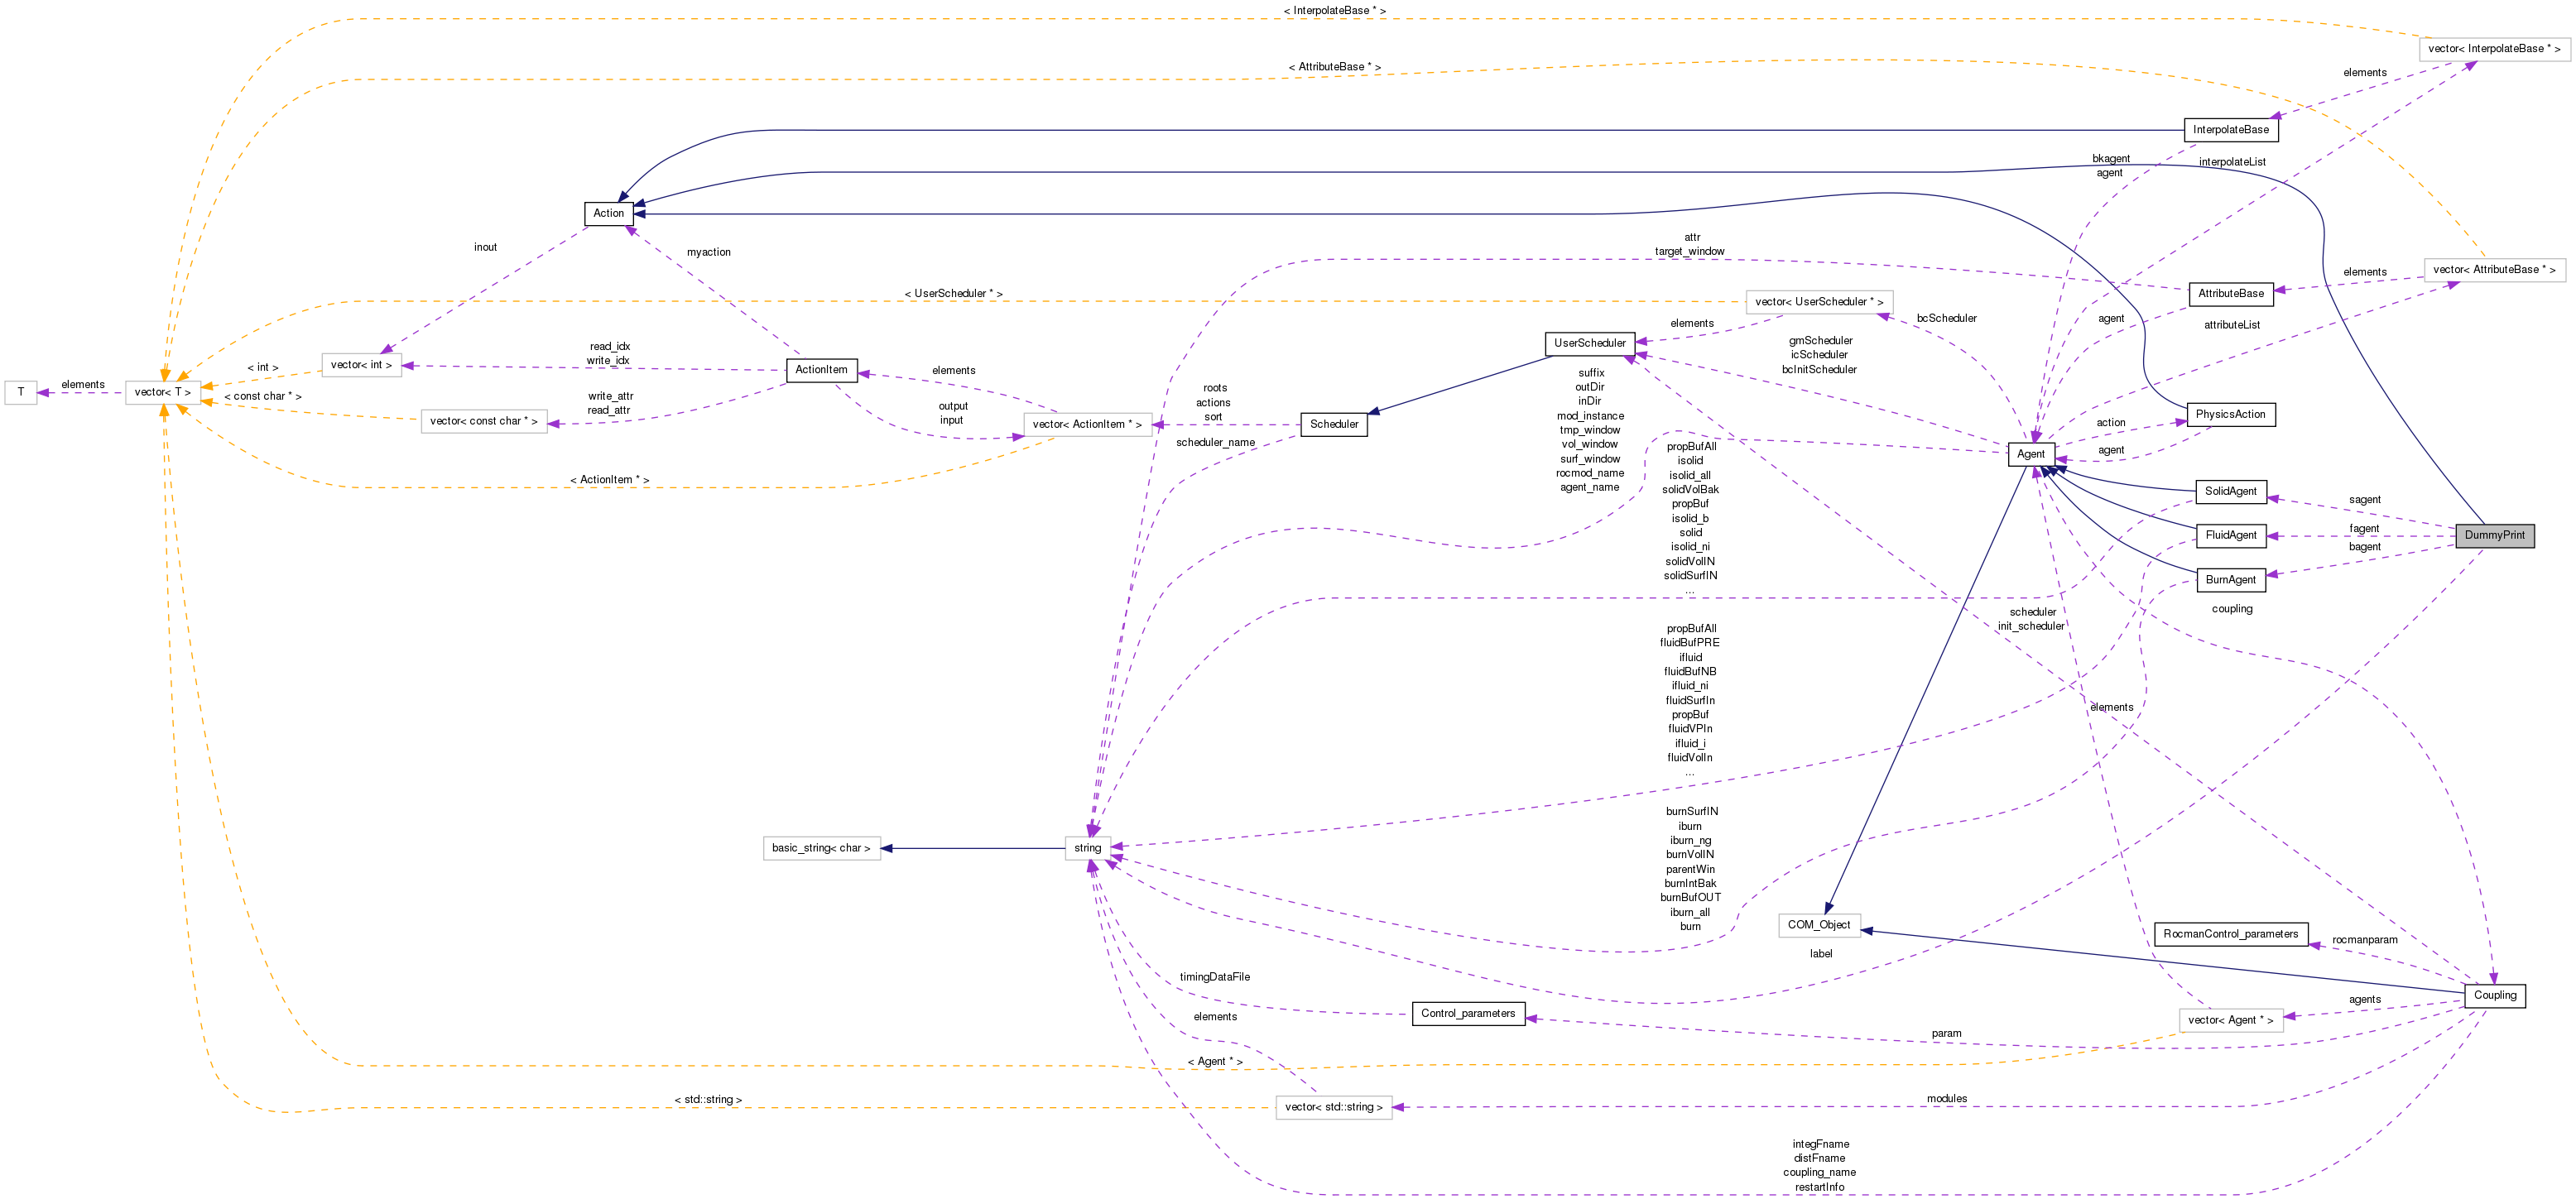 < InterpolateBase * >
vector< InterpolateBase * >
< AttributeBase * >
elements
InterpolateBase
bkagent
agent
interpolateList
Action
inout
myaction
attr
target_window
vector< AttributeBase * >
elements
AttributeBase
< UserScheduler * >
vector< UserScheduler * >
bcScheduler
agent
attributeList
elements
UserScheduler
gmScheduler
icScheduler
bcInitScheduler
read_idx
write_idx
vector< int >
< int >
ActionItem
elements
T
elements
vector< T >
< const char * >
write_attr
read_attr
vector< const char * >
output
input
vector< ActionItem * >
roots
actions
sort
scheduler_name
Scheduler
suffix
outDir
inDir
mod_instance
tmp_window
vol_window
surf_window
rocmod_name
agent_name
PhysicsAction
action
agent
Agent
< ActionItem * >
propBufAll
isolid
isolid_all
solidVolBak
propBuf
isolid_b
solid
isolid_ni
solidVolIN
solidSurfIN
...
SolidAgent
sagent
FluidAgent
fagent
DummyPrint
bagent
BurnAgent
coupling
scheduler
init_scheduler
propBufAll
fluidBufPRE
ifluid
fluidBufNB
ifluid_ni
fluidSurfIn
propBuf
fluidVPIn
ifluid_i
fluidVolIn
...
elements
burnSurfIN
iburn
iburn_ng
burnVolIN
parentWin
burnIntBak
burnBufOUT
iburn_all
burn
basic_string< char >
string
COM_Object
label
RocmanControl_parameters
rocmanparam
timingDataFile
Coupling
agents
Control_parameters
elements
vector< Agent * >
param
< Agent * >
< std::string >
vector< std::string >
modules
integFname
distFname
coupling_name
restartInfo